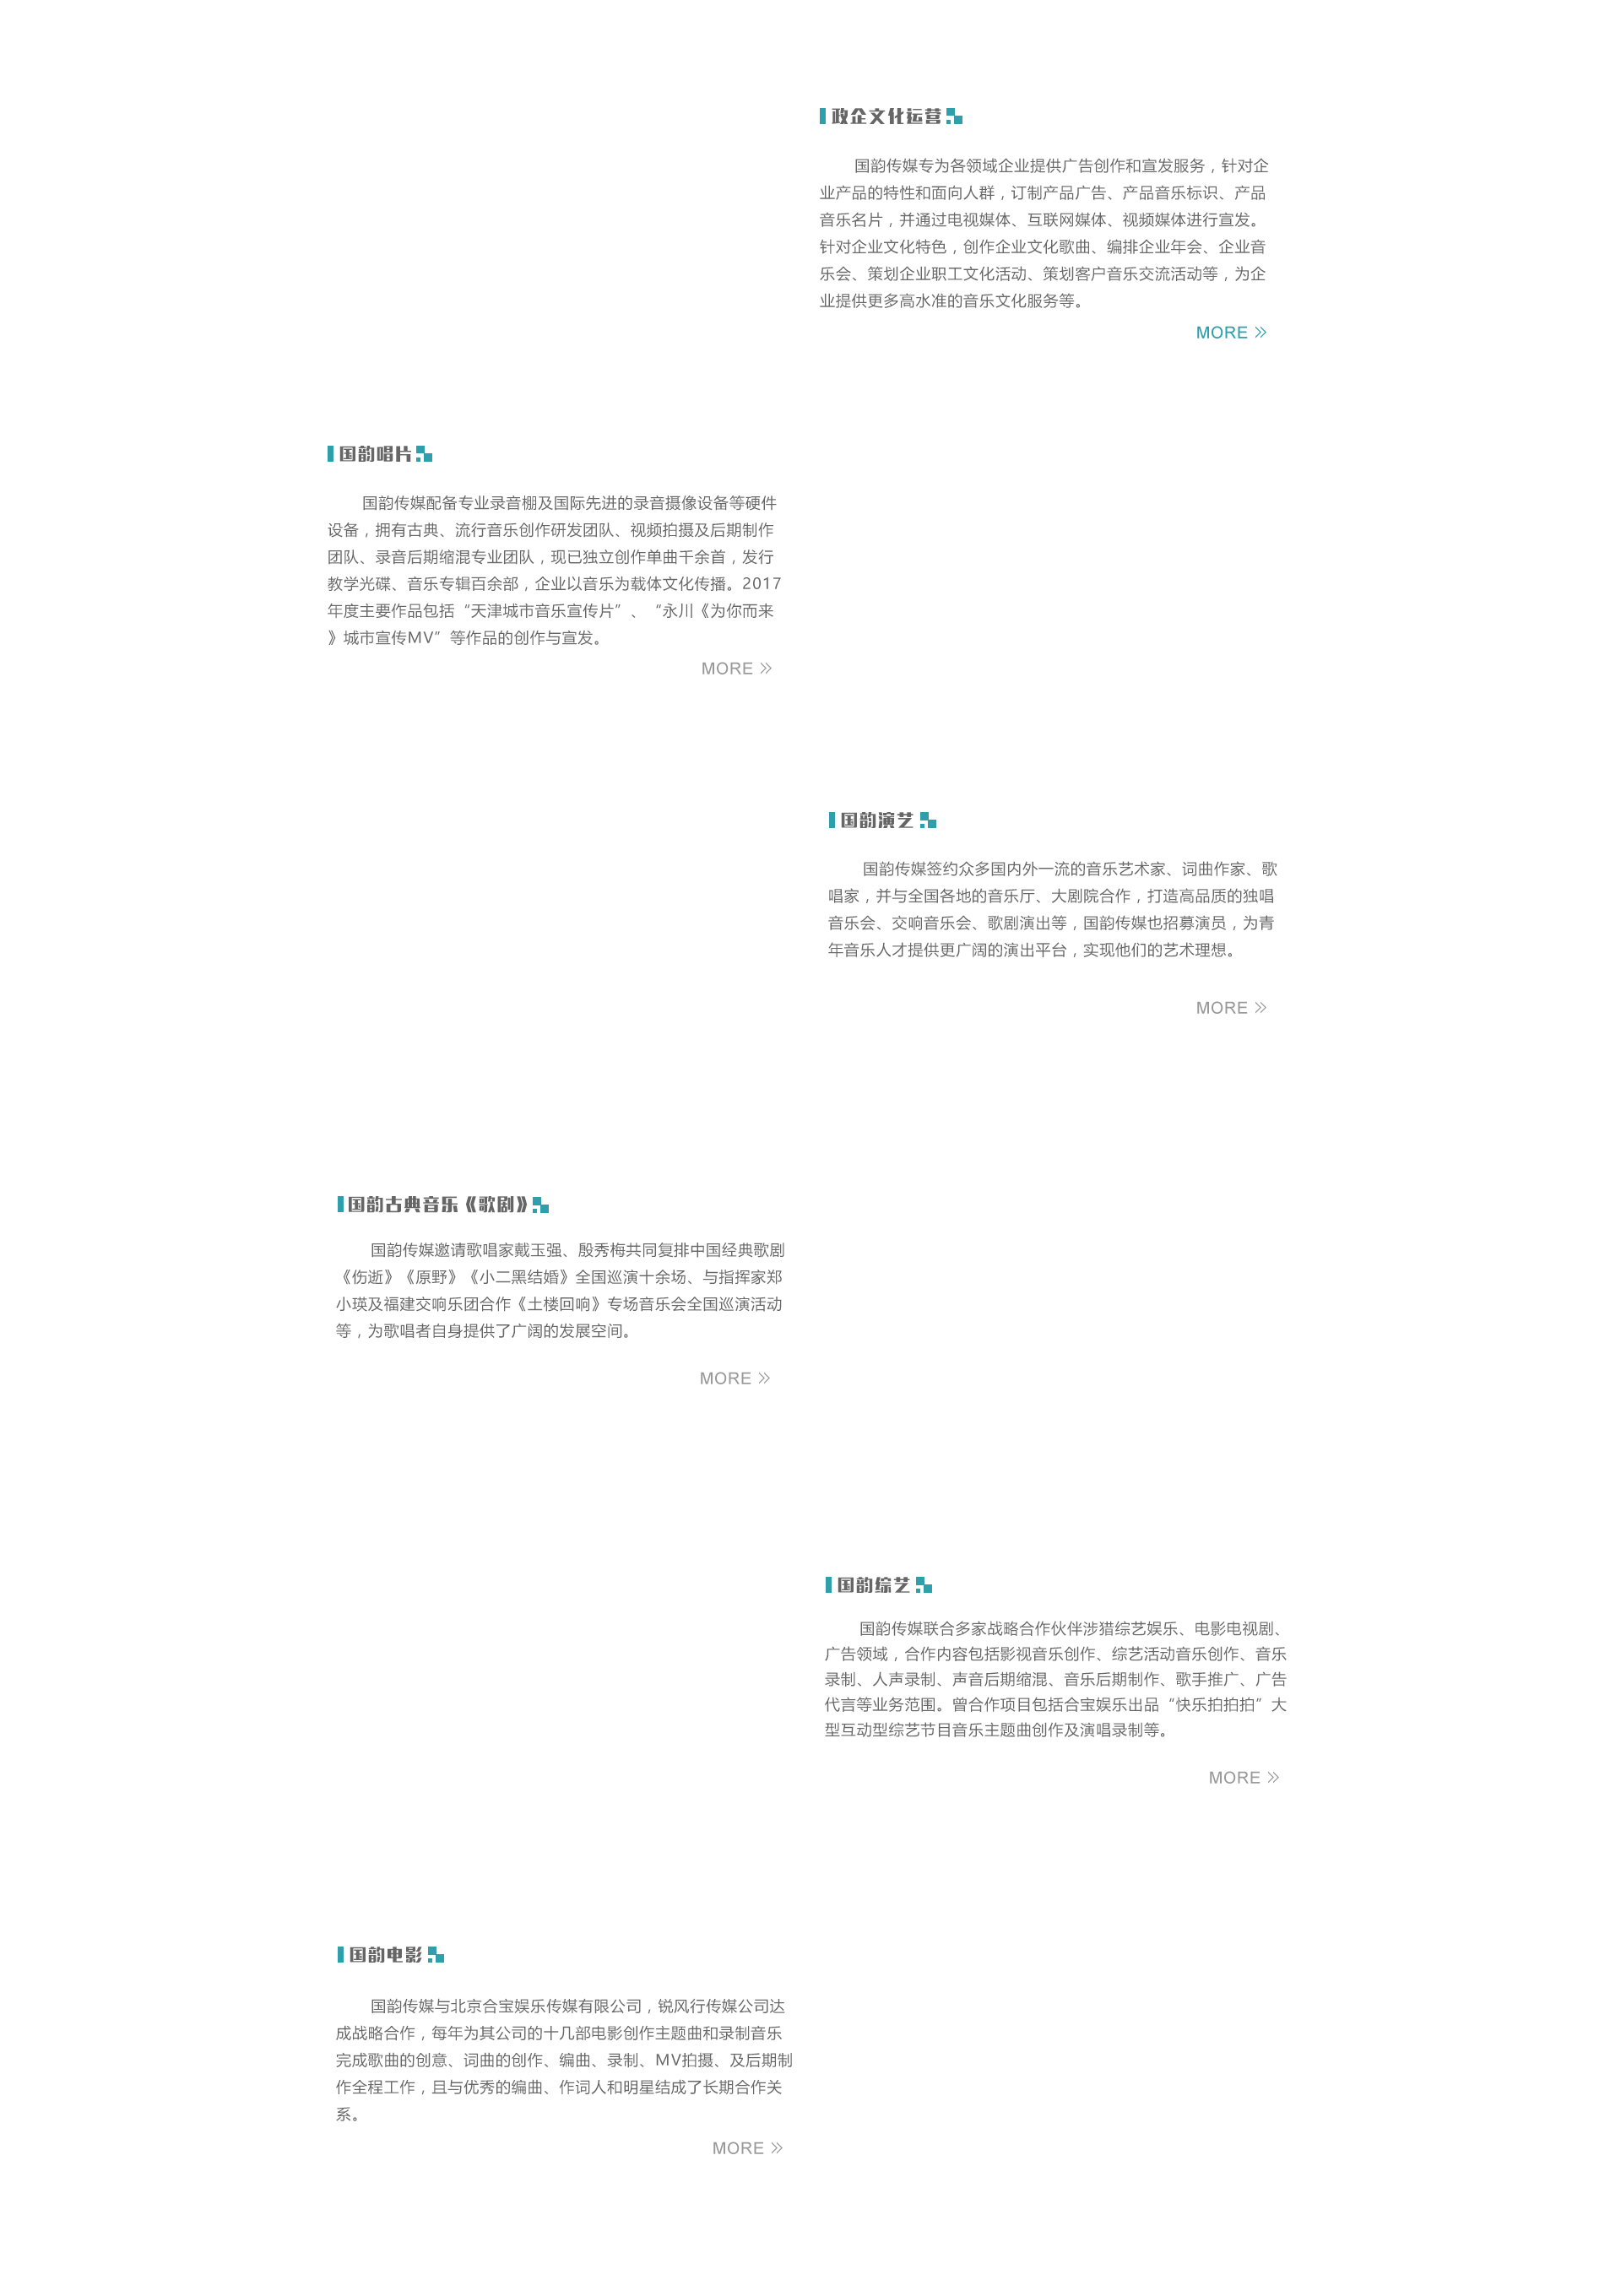 政企文化运营
国韵传媒专为各领域企业提供广告创作和宣发服务，针对企
业产品的特性和面向人群，订制产品广告、产品音乐标识、产品
音乐名片，并通过电视媒体、互联网媒体、视频媒体进行宣发。
针对企业文化特色，创作企业文化歌曲、编排企业年会、企业音
乐会、策划企业职工文化活动、策划客户音乐交流活动等，为企
业提供更多高水准的音乐文化服务等。
MORE »
国韵唱片
国韵传媒配备专业录音棚及国际先进的录音摄像设备等硬件
设备，拥有古典、流行音乐创作研发团队、视频拍摄及后期制作
团队、录音后期缩混专业团队，现已独立创作单曲千余首，发行
教学光碟、音乐专辑百余部，企业以音乐为载体文化传播。2017
年度主要作品包括“天津城市音乐宣传片”、“永川《为你而来
》城市宣传MV”等作品的创作与宣发。
MORE »
国韵演艺
国韵传媒签约众多国内外一流的音乐艺术家、词曲作家、歌
唱家，并与全国各地的音乐厅、大剧院合作，打造高品质的独唱
音乐会、交响音乐会、歌剧演出等，国韵传媒也招募演员，为青
年音乐人才提供更广阔的演出平台，实现他们的艺术理想。
MORE »
国韵古典音乐《歌剧》
国韵传媒邀请歌唱家戴玉强、殷秀梅共同复排中国经典歌剧
《伤逝》《原野》《小二黑结婚》全国巡演十余场、与指挥家郑
小瑛及福建交响乐团合作《土楼回响》专场音乐会全国巡演活动
等，为歌唱者自身提供了广阔的发展空间。
MORE »
国韵综艺
国韵传媒联合多家战略合作伙伴涉猎综艺娱乐、电影电视剧、
广告领域，合作内容包括影视音乐创作、综艺活动音乐创作、音乐
录制、人声录制、声音后期缩混、音乐后期制作、歌手推广、广告
代言等业务范围。曾合作项目包括合宝娱乐出品“快乐拍拍拍”大
型互动型综艺节目音乐主题曲创作及演唱录制等。
MORE »
国韵电影
国韵传媒与北京合宝娱乐传媒有限公司，锐风行传媒公司达
成战略合作，每年为其公司的十几部电影创作主题曲和录制音乐
完成歌曲的创意、词曲的创作、编曲、录制、MV拍摄、及后期制
作全程工作，且与优秀的编曲、作词人和明星结成了长期合作关
系。
MORE »